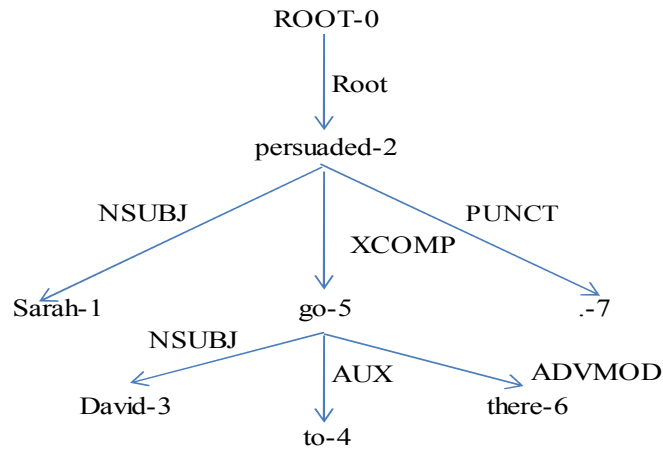 ROOT-0
Root
persuaded-2
NSUBJ
PUNCT
XCOMP
Sarah-1
go-5
.-7
NSUBJ
AUX
ADVMOD
David-3
there-6
to-4